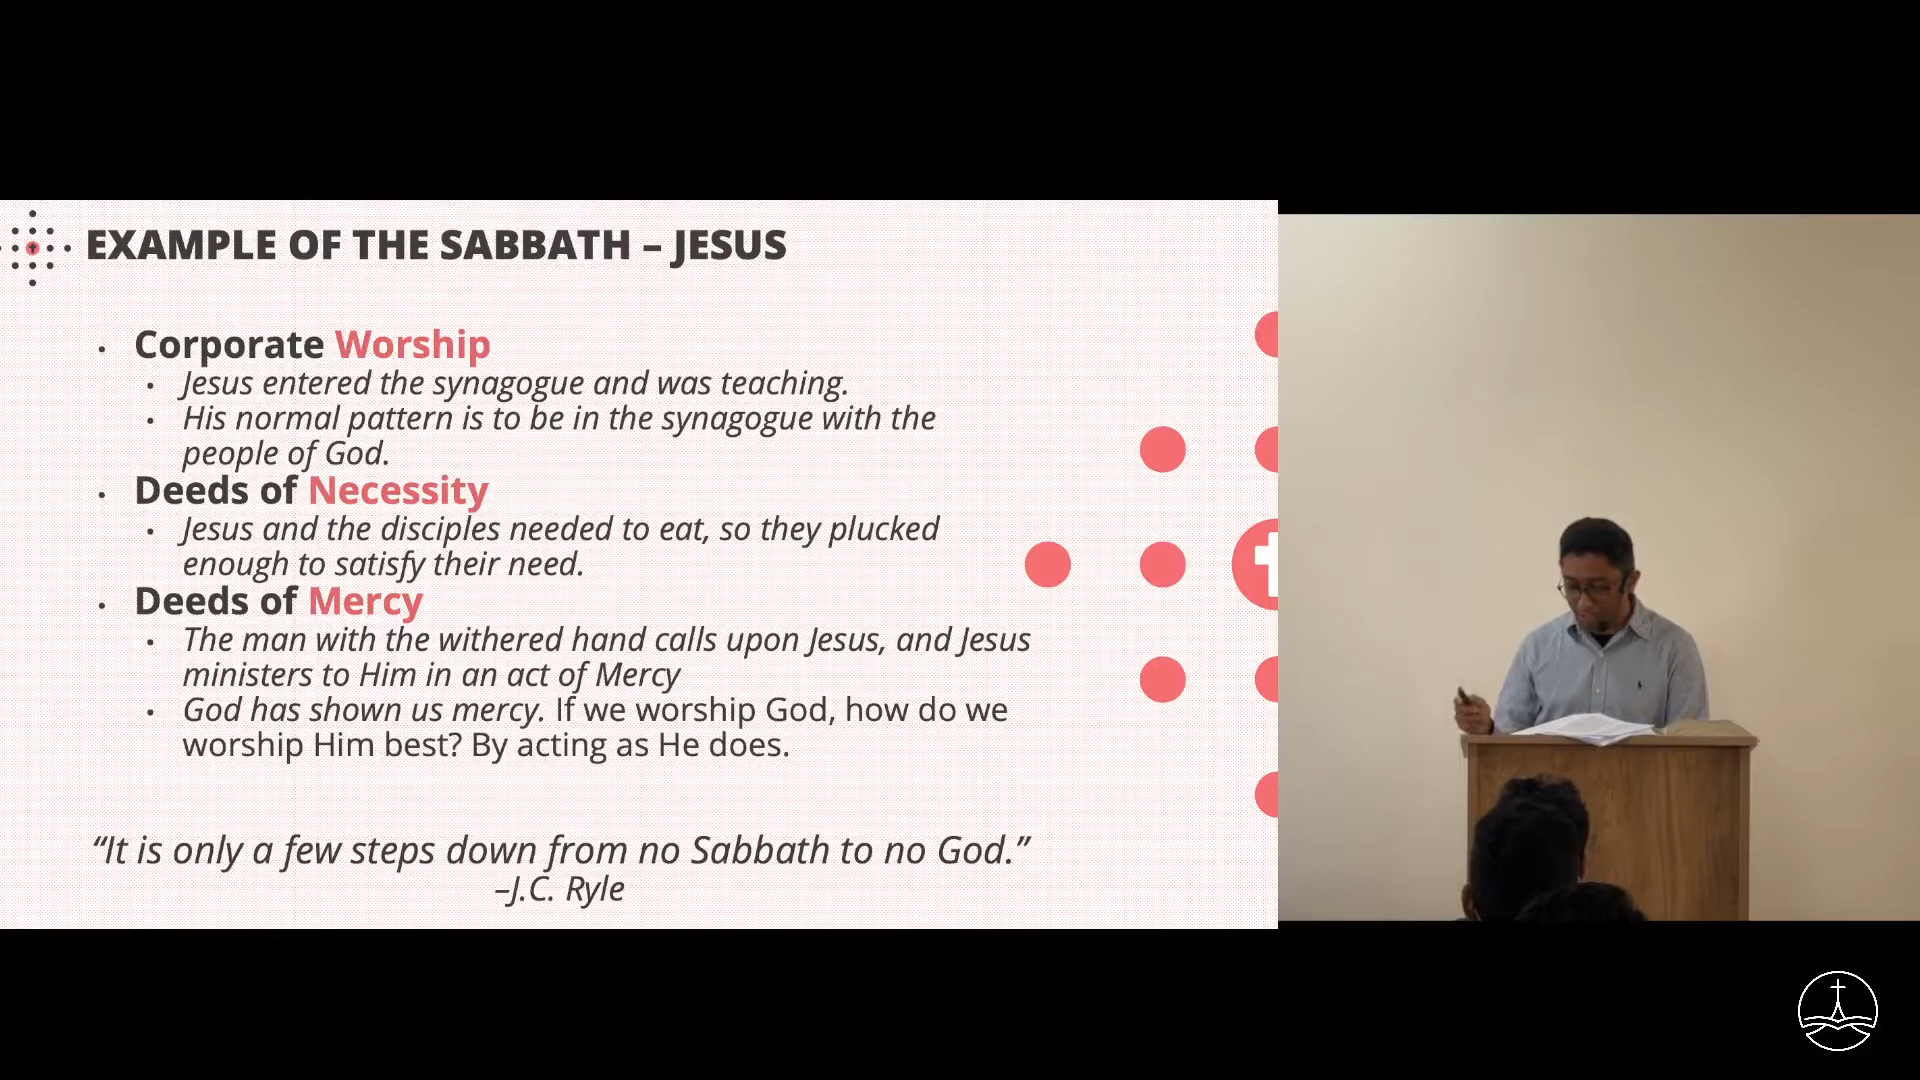 EXAMPLE OF THE SABBATH – JESUS
• Corporate Worship
• Jesus entered the synagogue and was teaching.
• His normal pattern is to be in the synagogue with the
people of God.
• Deeds of Necessity
• Jesus and the disciples needed to eat, so they plucked
enough to satisfy their need.
• Deeds of Mercy
• The man with the withered hand calls upon Jesus, and Jesus
ministers to Him in an act of Mercy
• God has shown us mercy. If we worship God, how do we
worship Him best? By acting as He does.
“It is only a few steps down from no Sabbath to no God.”
–J.C. Ryle